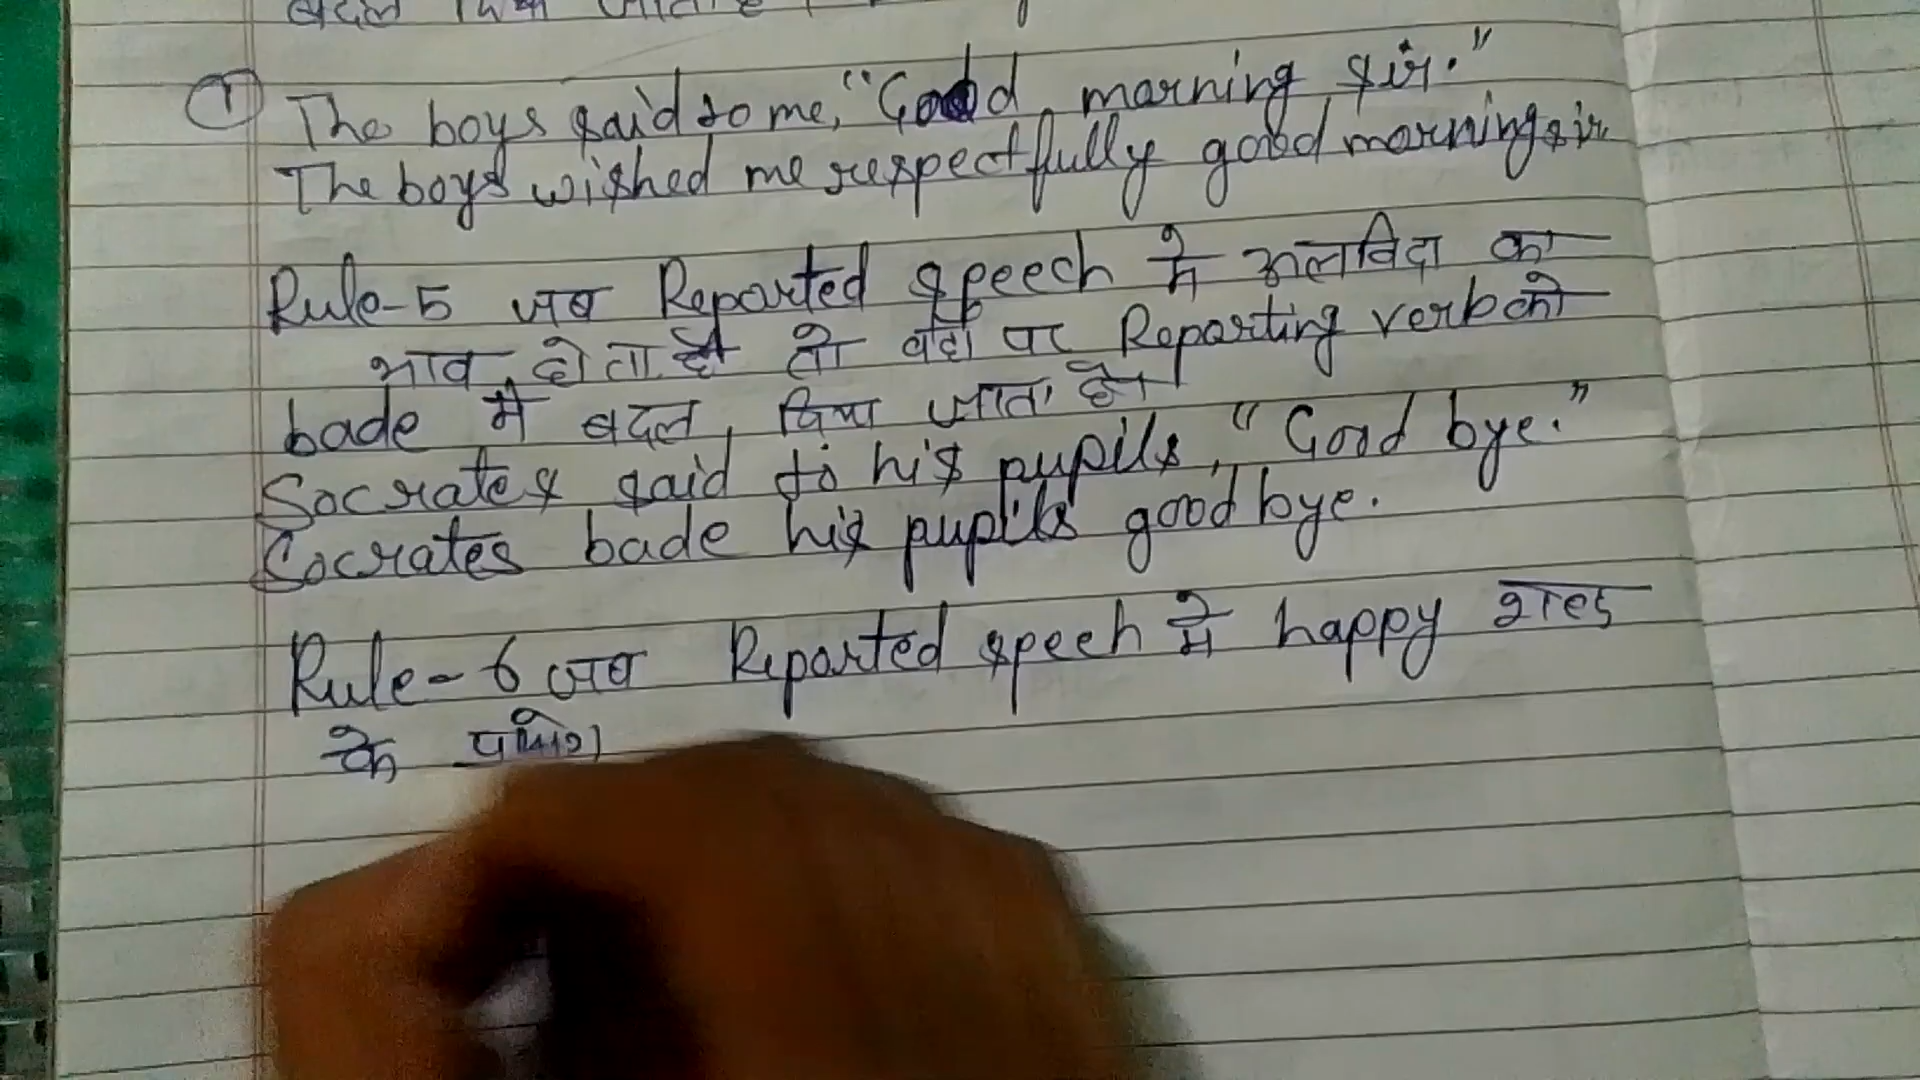 बदल दिया जाता है।
① The boys said to me, "Good morning sir."
The boys wished me respectfully good morning sir
Rule-5 जब Reported speech में अलविदा का
भाव होता है तो वहां पर Reporting verb को
bade में बदल दिया जाता है।
Socrates said to his pupils, "Good bye."
Socrates bade his pupils good bye.
Rule-6 जब Reported speech में happy शब्द
के प्रयोग